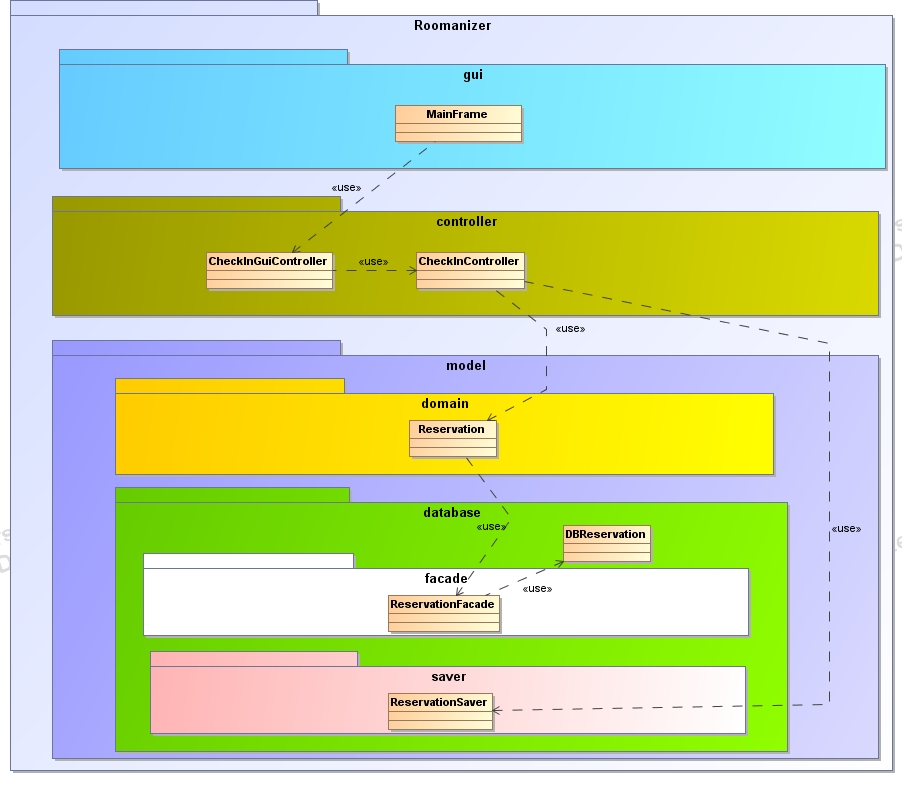 Roomanizer
gui
MainFrame
«use»
controller
CheckInGuiController
«use»
CheckInController
«use»
model
domain
Reservation
«use»
database
DBReservation
«use»
facade
ReservationFacade
«use»
saver
ReservationSaver